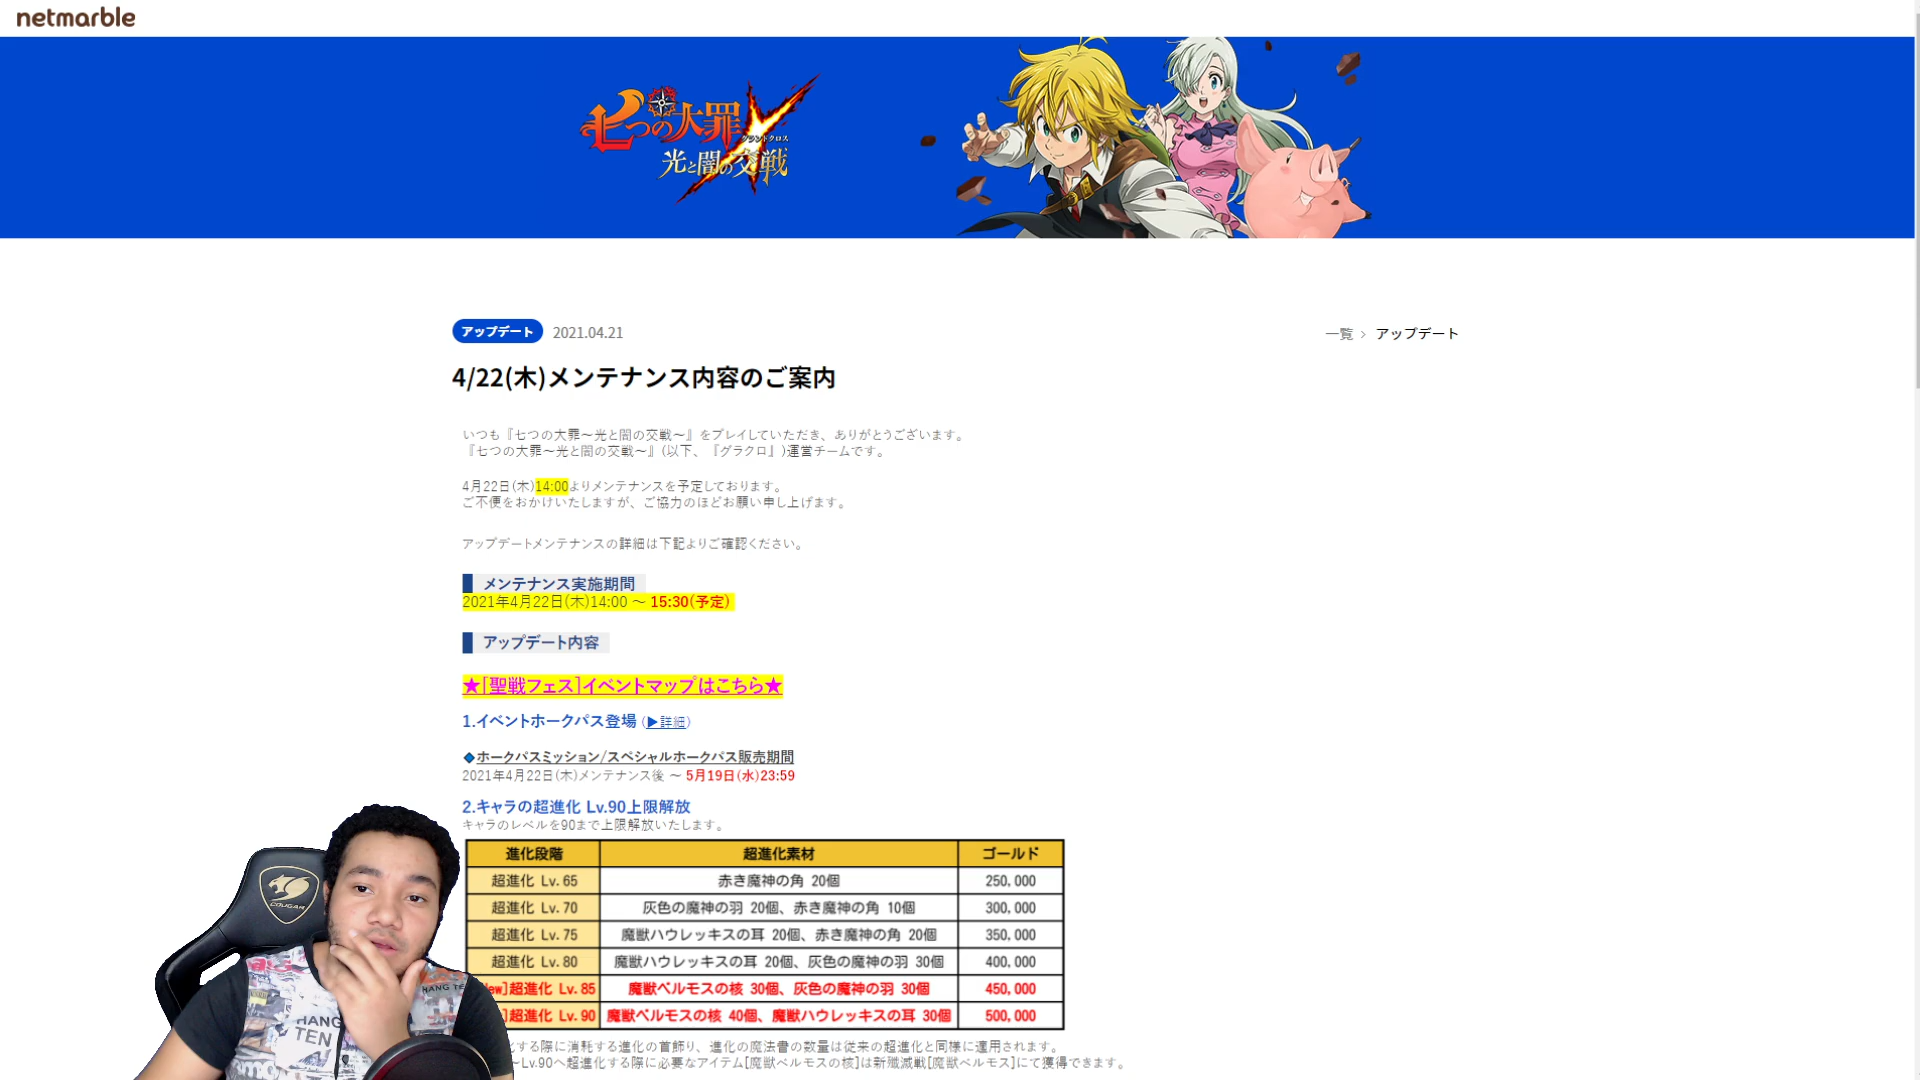 netmarble
七つの大罪
グランドクロス
光と闇の交戦
アップデート 2021.04.21
一覧 > アップデート
4/22(木)メンテナンス内容のご案内
いつも『七つの大罪～光と闇の交戦～』をプレイしていただき、ありがとうございます。
『七つの大罪～光と闇の交戦～』(以下、『グラクロ』)運営チームです。
4月22日(木)14:00よりメンテナンスを予定しております。
ご不便をおかけいたしますが、ご協力のほどお願い申し上げます。
アップデートメンテナンスの詳細は下記よりご確認ください。
メンテナンス実施期間
2021年4月22日(木)14:00 ～ 15:30(予定)
アップデート内容
★[聖戦フェス]イベントマップはこちら★
1.イベントホークパス登場 (▶詳細)
◆ホークパスミッション/スペシャルホークパス販売期間
2021年4月22日(木)メンテナンス後 ～ 5月19日(水)23:59
2.キャラの超進化 Lv.90上限解放
キャラのレベルを90まで上限解放いたします。
進化段階 超進化素材 ゴールド
超進化 Lv.65 赤き魔神の角 20個 250,000
超進化 Lv.70 灰色の魔神の羽 20個、赤き魔神の角 10個 300,000
超進化 Lv.75 魔獣ハウレッキスの耳 20個、赤き魔神の角 20個 350,000
超進化 Lv.80 魔獣ハウレッキスの耳 20個、灰色の魔神の羽 30個 400,000
ew]超進化 Lv.85 魔獣ベルモスの核 30個、灰色の魔神の羽 30個 450,000
]超進化 Lv.90 魔獣ベルモスの核 40個、魔獣ハウレッキスの耳 30個 500,000
する際に消耗する進化の首飾り、進化の魔法書の数量は従来の超進化と同様に適用されます。
～Lv.90へ超進化する際に必要なアイテム[魔獣ベルモスの核]は新殲滅戦[魔獣ベルモス]にて獲得できます。
COUGAR
HANG TEN
HANG
TEN